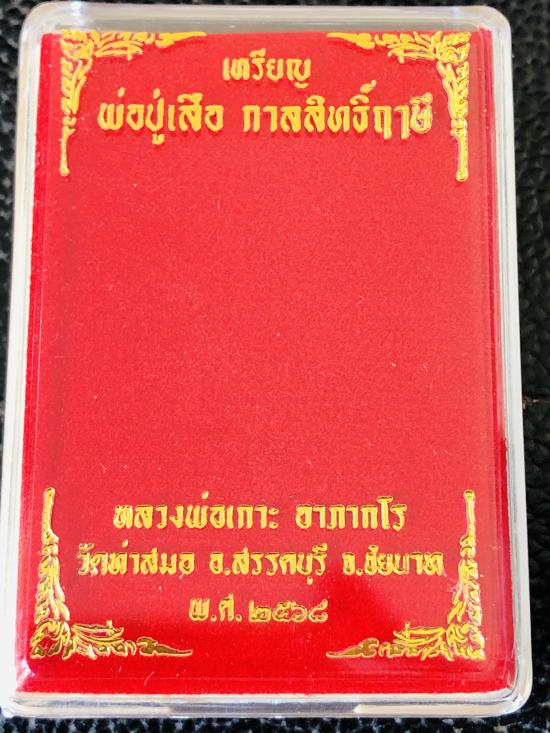 เหรียญ
พ่อปู่เสือ กาลสิทธิ์ฤาษี
หลวงพ่อเกาะ อาภากโร
วัดท่าสมอ อ.สรรคบุรี จ.ชัยนาท
พ.ศ. ๒๕๖๘